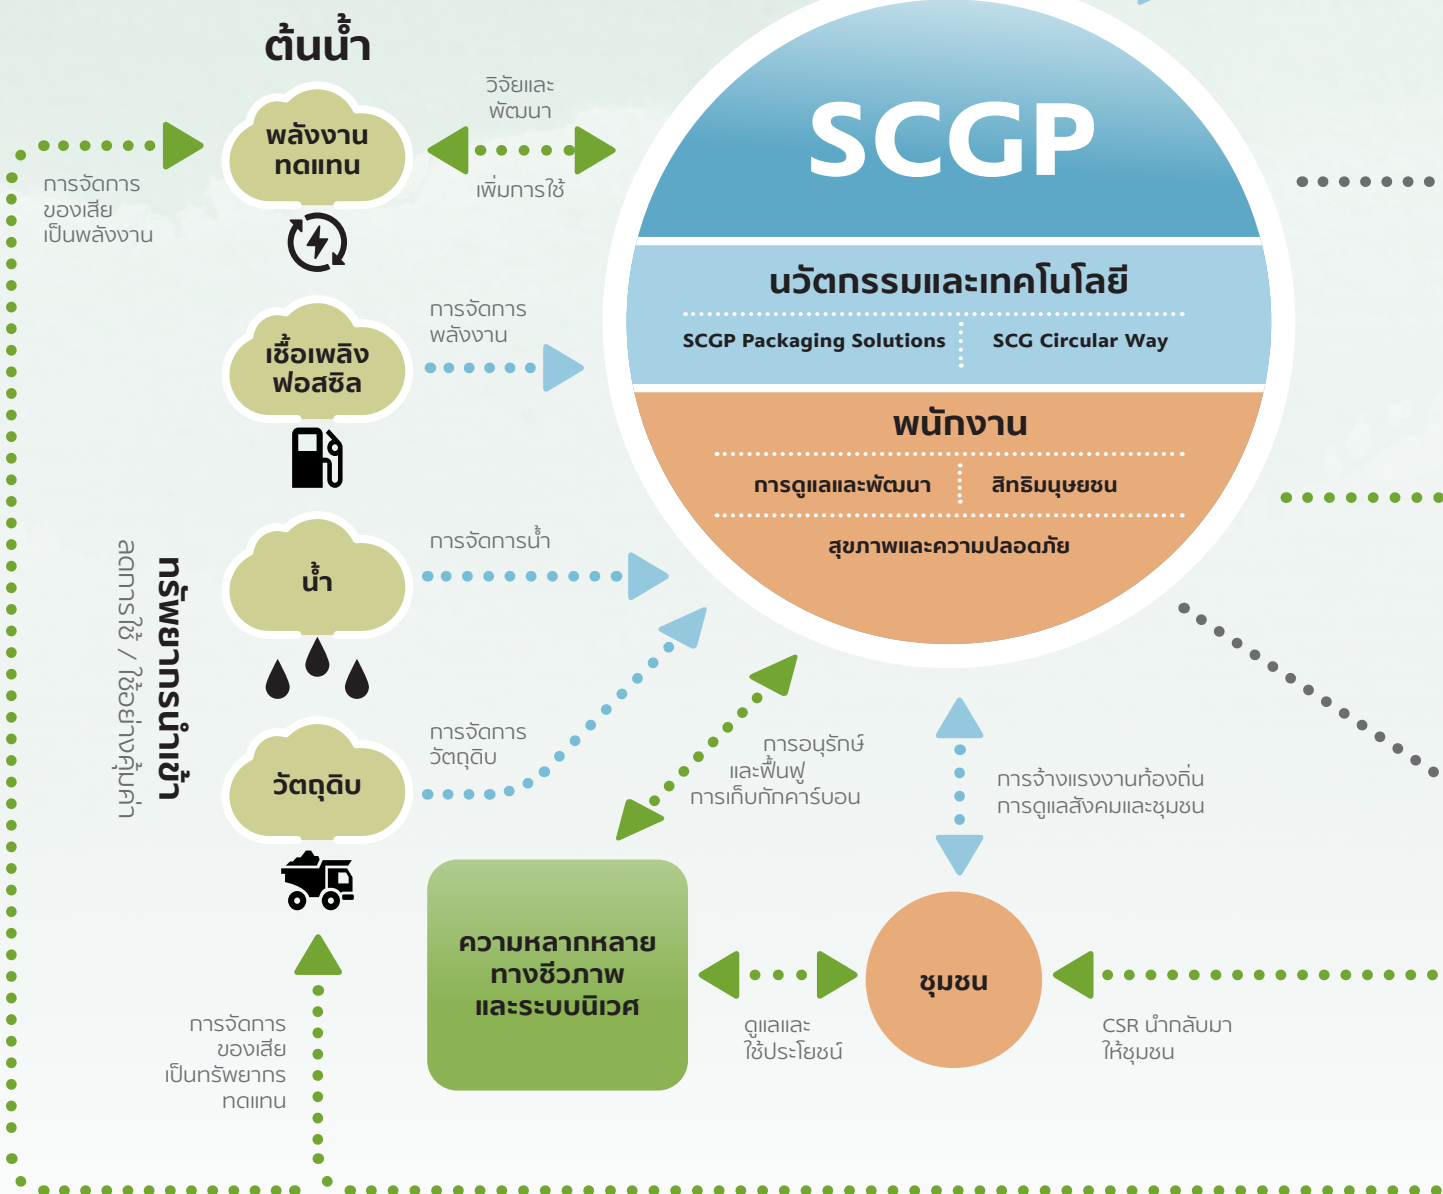 ต้นน้ำ
พลังงาน
ทดแทน
การจัดการ
ของเสีย
เป็นพลังงาน
วิจัยและ
พัฒนา
เพิ่มการใช้
เชื้อเพลิง
ฟอสซิล
การจัดการ
พลังงาน
ทรัพยากรนำเข้า
ลดการใช้ / ใช้อย่างคุ้มค่า
น้ำ
การจัดการน้ำ
วัตถุดิบ
การจัดการ
วัตถุดิบ
การจัดการ
ของเสีย
เป็นทรัพยากร
ทดแทน
SCGP
นวัตกรรมและเทคโนโลยี
SCGP Packaging Solutions
SCG Circular Way
พนักงาน
การดูแลและพัฒนา
สิทธิมนุษยชน
สุขภาพและความปลอดภัย
การอนุรักษ์
และฟื้นฟู
การเก็บกักคาร์บอน
การจ้างแรงงานท้องถิ่น
การดูแลสังคมและชุมชน
ความหลากหลาย
ทางชีวภาพ
และระบบนิเวศ
ดูแลและ
ใช้ประโยชน์
ชุมชน
CSR นำกลับมา
ให้ชุมชน